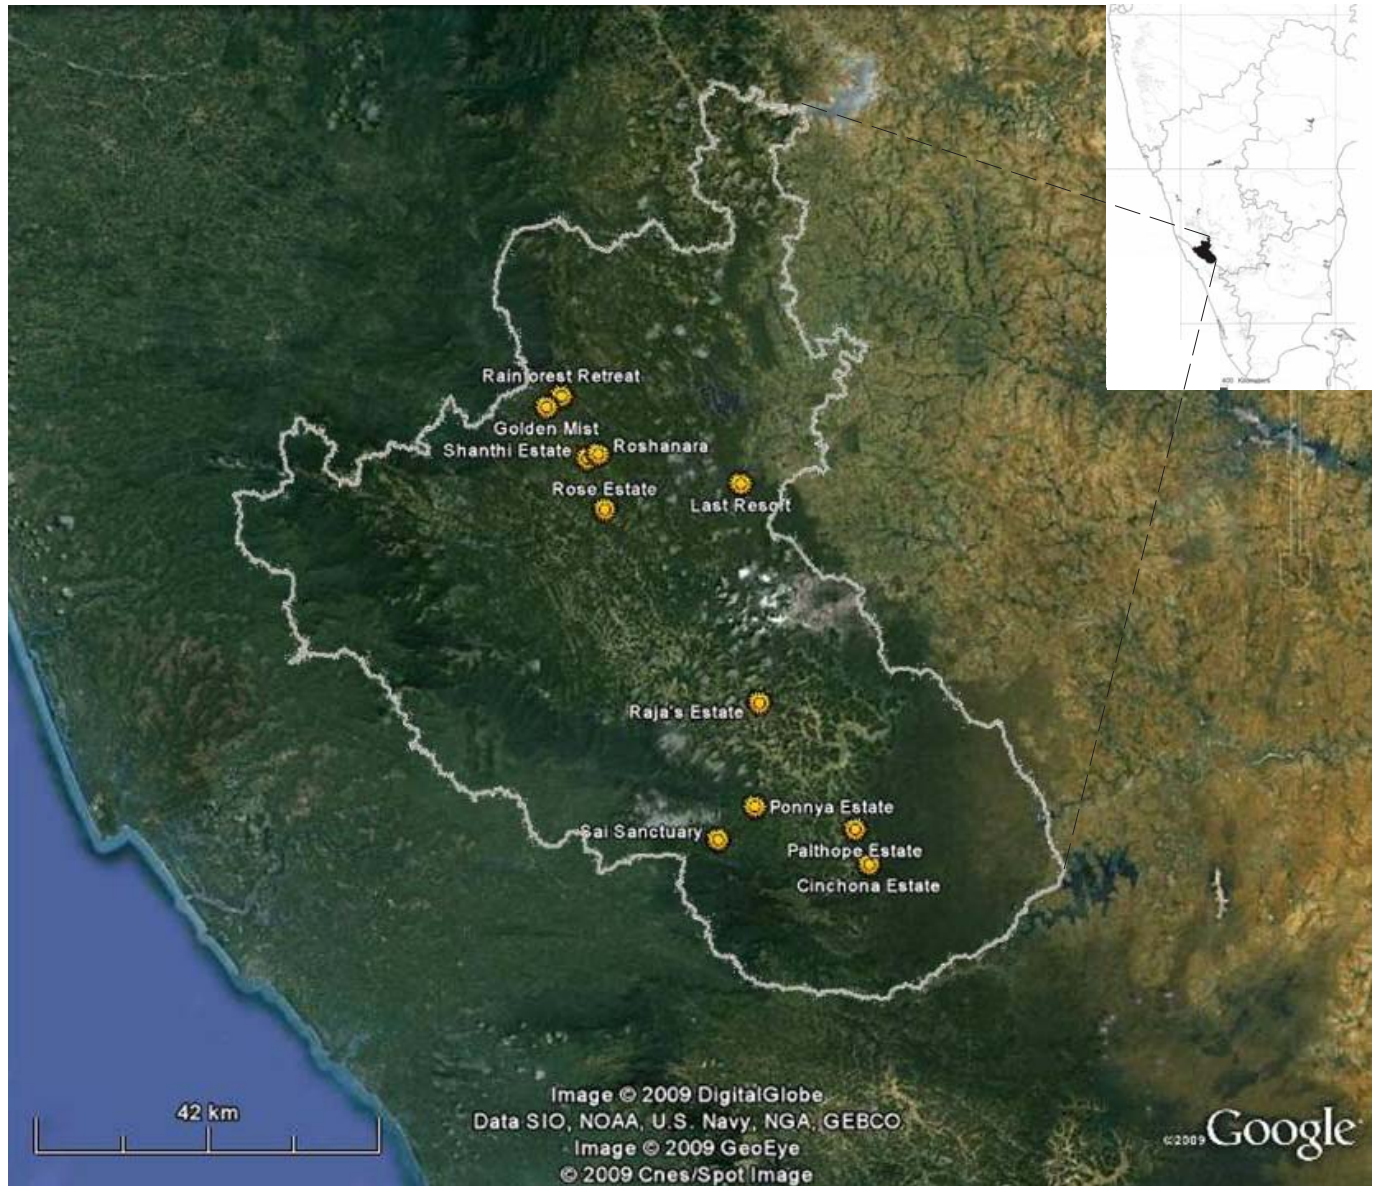 400 Kilometers
Rainforest Retreat
Golden Mist
Shanthi Estate
Roshanara
Rose Estate
Last Resort
Raja's Estate
Ponnya Estate
Sai Sanctuary
Palthope Estate
Cinchona Estate
42 km
Image © 2009 DigitalGlobe
Data SIO, NOAA, U.S. Navy, NGA, GEBCO
Image © 2009 GeoEye
© 2009 Cnes/Spot Image
©2009 Google